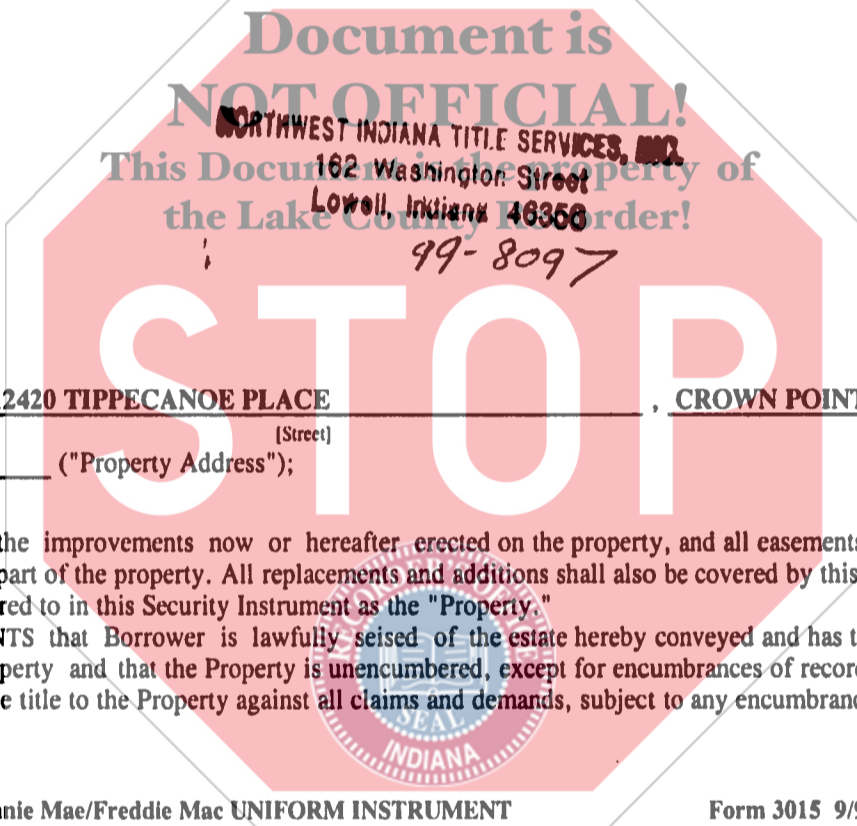 Document is
NOT OFFICIAL!
NORTHWEST INDIANA TITLE SERVICES, INC.
This Document is the property of
162 Washington Street
the Lake County Recorder!
Lowell, Indiana 46356
99-8097
STOP
2420 TIPPECANOE PLACE , CROWN POINT
[Street]
("Property Address");
the improvements now or hereafter erected on the property, and all easements
part of the property. All replacements and additions shall also be covered by this
red to in this Security Instrument as the "Property."
NTS that Borrower is lawfully seised of the estate hereby conveyed and has t
perty and that the Property is unencumbered, except for encumbrances of record
e title to the Property against all claims and demands, subject to any encumbranc
SEAL
INDIANA
nnie Mae/Freddie Mac UNIFORM INSTRUMENT Form 3015 9/9